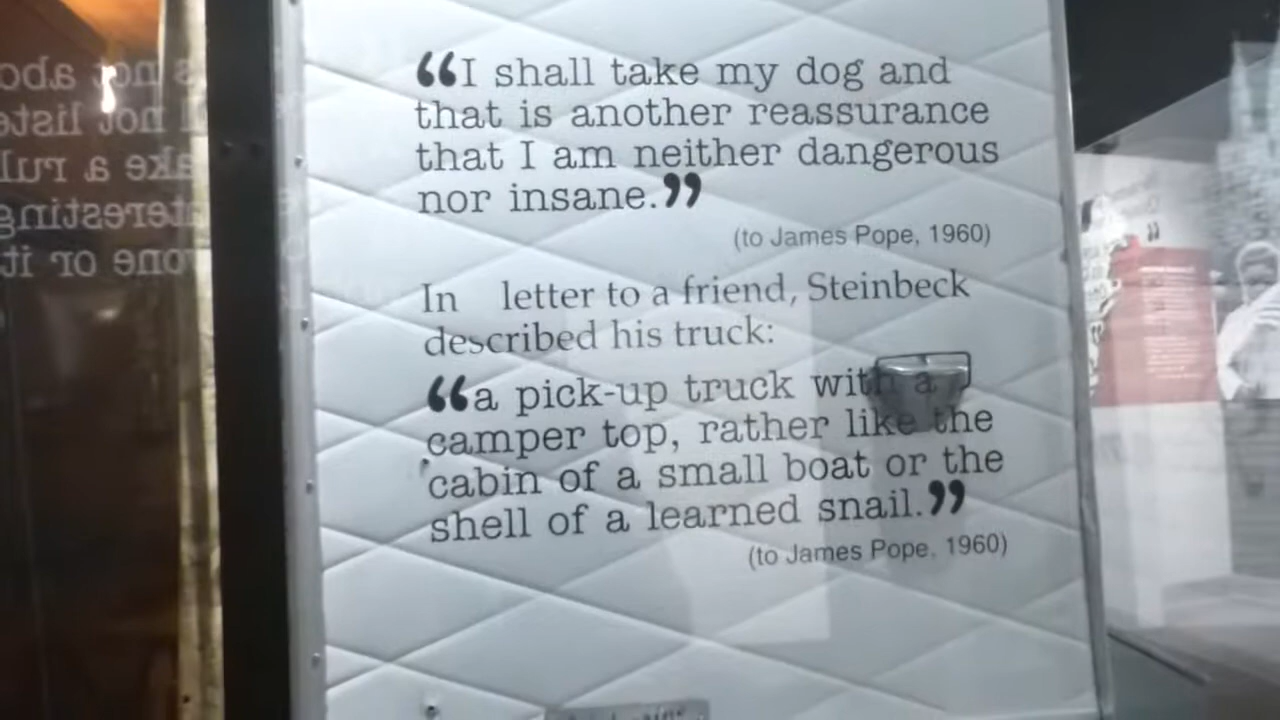 “I shall take my dog and
that is another reassurance
that I am neither dangerous
nor insane.”
(to James Pope, 1960)
In letter to a friend, Steinbeck
described his truck:
“a pick-up truck with a
camper top, rather like the
cabin of a small boat or the
shell of a learned snail.”
(to James Pope, 1960)